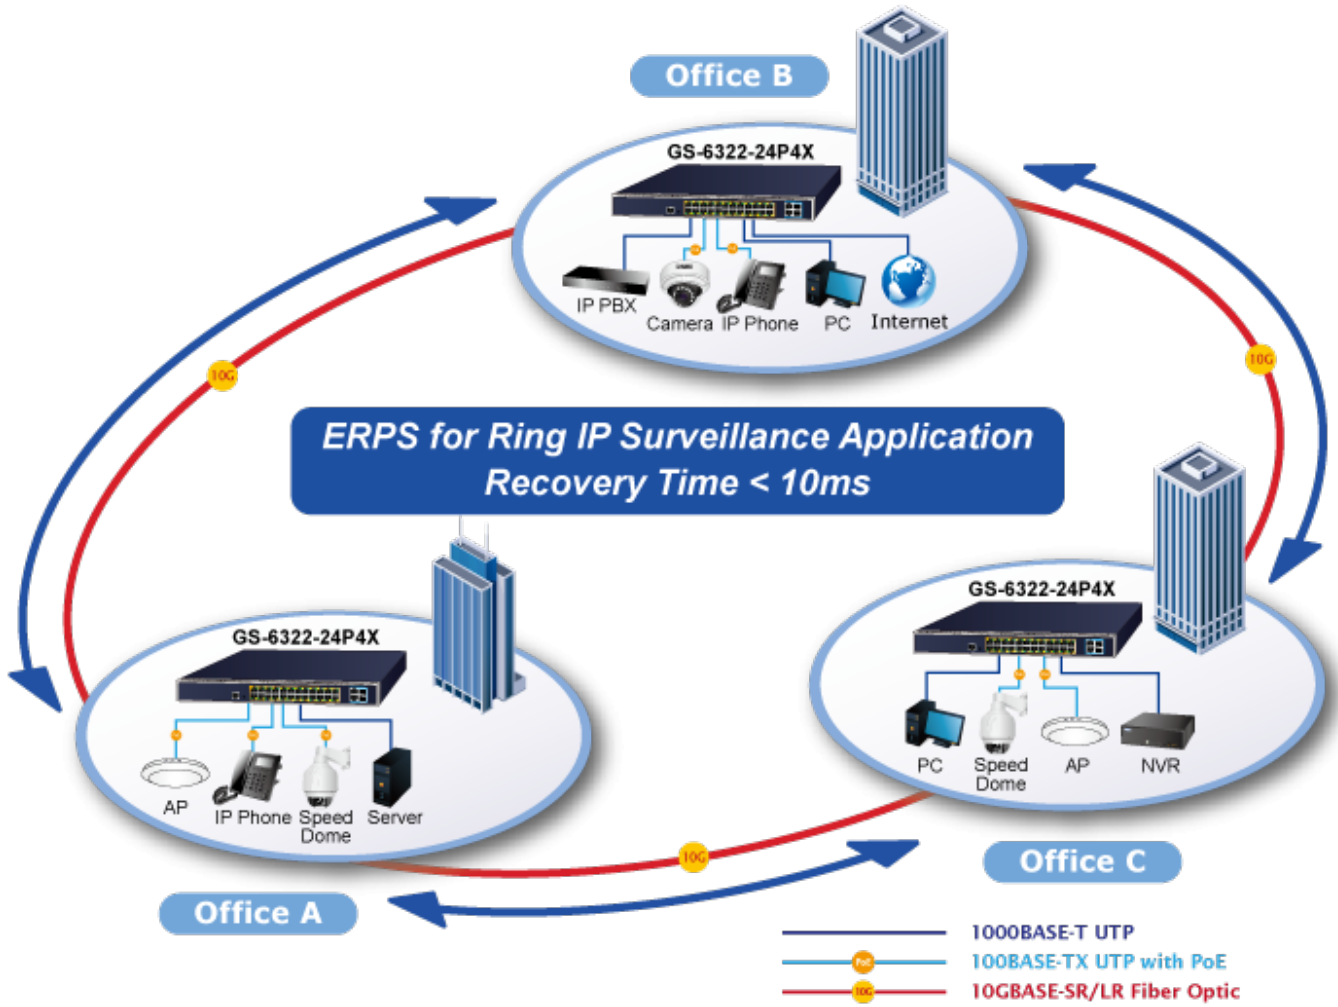 Office B
GS-6322-24P4X
IP PBX
Camera
IP Phone
PC
Internet
10G
10G
ERPS for Ring IP Surveillance Application
Recovery Time < 10ms
GS-6322-24P4X
AP
IP Phone
Speed
Dome
Server
GS-6322-24P4X
PC
Speed
Dome
AP
NVR
10G
Office A
Office C
1000BASE-T UTP
PoE
100BASE-TX UTP with PoE
10G
10GBASE-SR/LR Fiber Optic